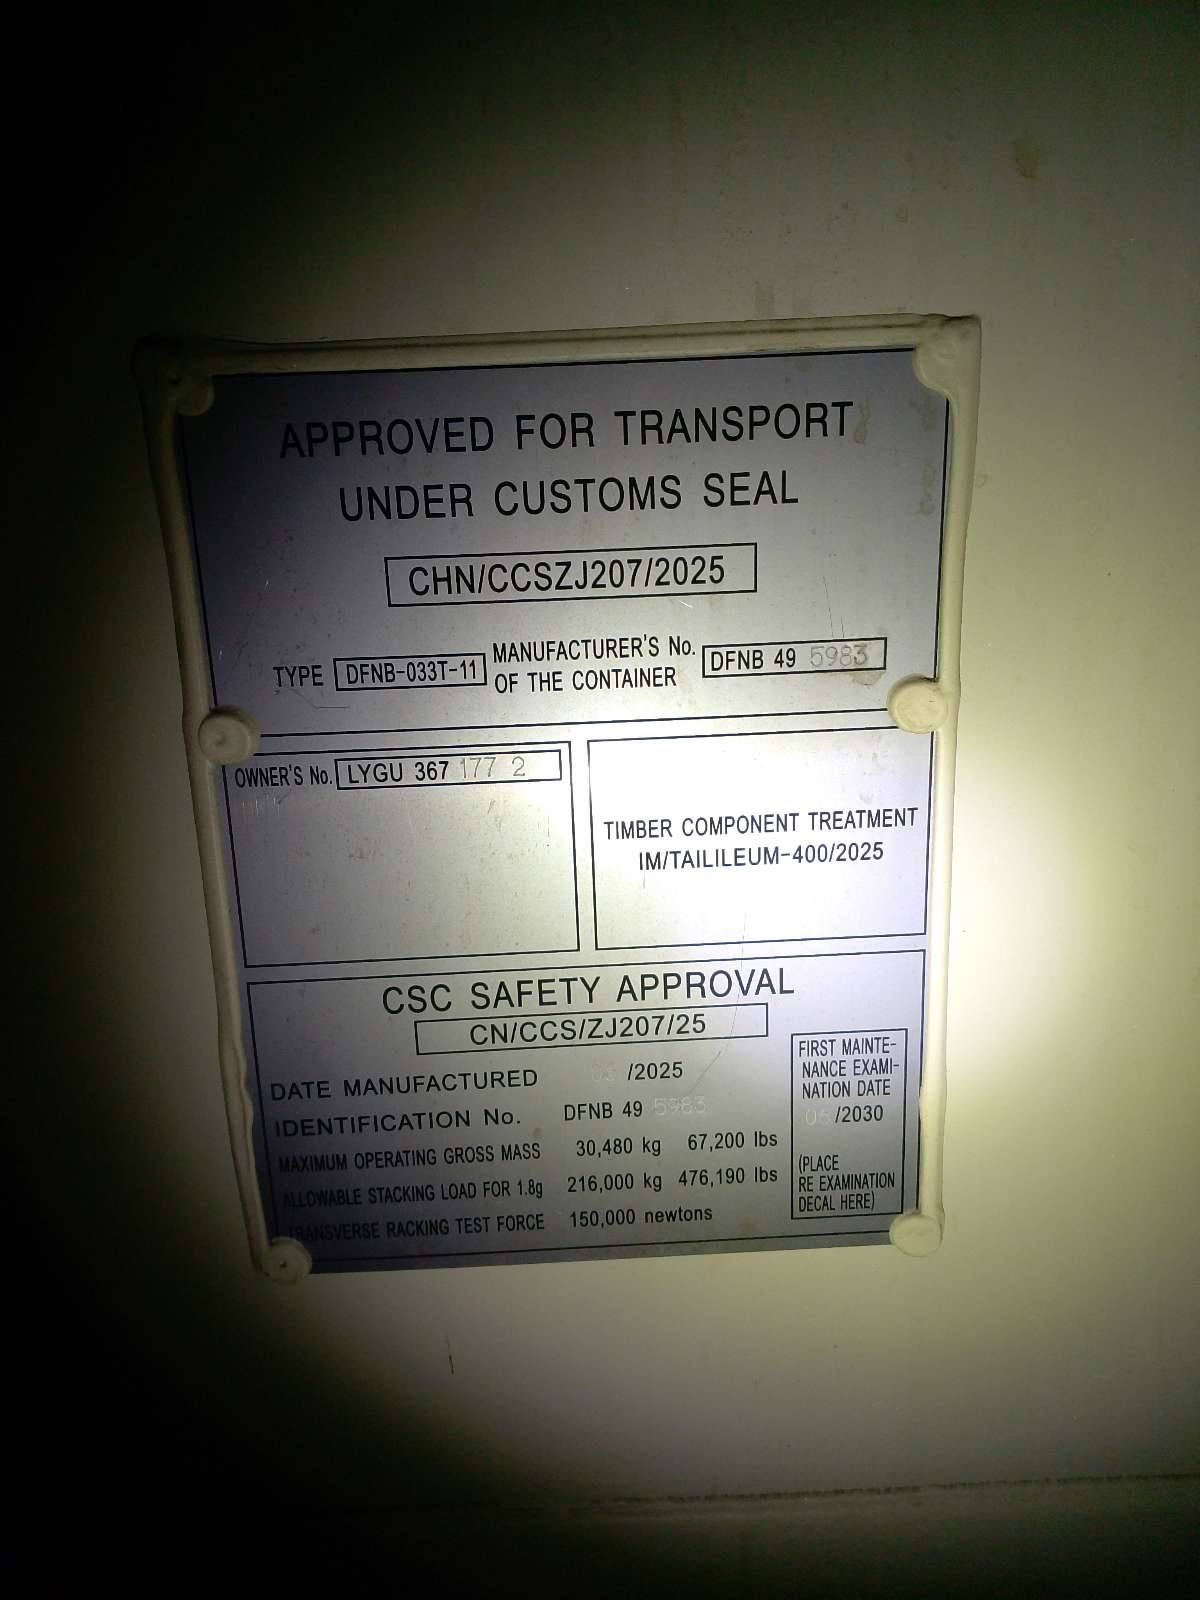 APPROVED FOR TRANSPORT
UNDER CUSTOMS SEAL
CHN/CCSZJ207/2025
TYPE DFNB-033T-11 MANUFACTURER'S No. OF THE CONTAINER DFNB 49 5983
OWNER'S No. LYGU 367 177 2
TIMBER COMPONENT TREATMENT
IM/TAILILEUM-400/2025
CSC SAFETY APPROVAL
CN/CCS/ZJ207/25
DATE MANUFACTURED /2025
IDENTIFICATION No. DFNB 49 5983
MAXIMUM OPERATING GROSS MASS 30,480 kg 67,200 lbs
ALLOWABLE STACKING LOAD FOR 1.8g 216,000 kg 476,190 lbs
TRANSVERSE RACKING TEST FORCE 150,000 newtons
FIRST MAINTE-
NANCE EXAMI-
NATION DATE
/2030
(PLACE
RE EXAMINATION
DECAL HERE)